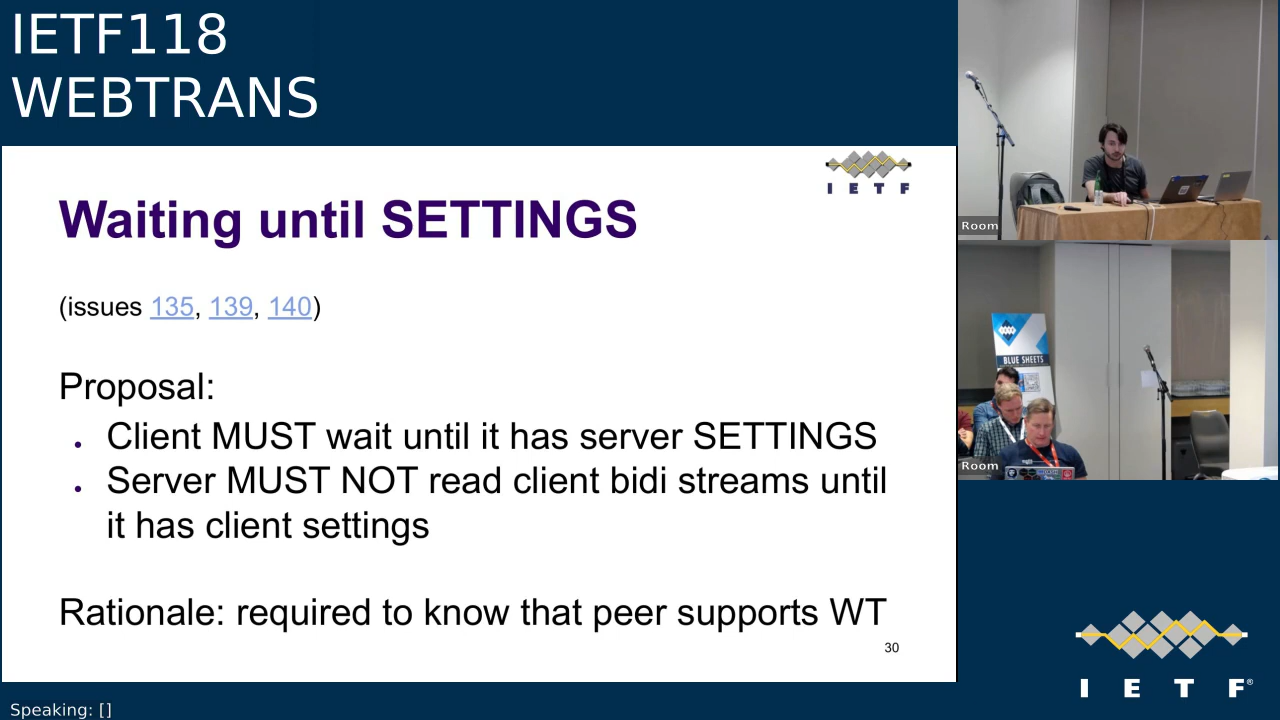 IETF118
WEBTRANS
I E T F
Waiting until SETTINGS
(issues 135, 139, 140)
Proposal:
• Client MUST wait until it has server SETTINGS
• Server MUST NOT read client bidi streams until
it has client settings
Rationale: required to know that peer supports WT
30
Room
BLUE SHEETS
Room
I E T F®
Speaking: []